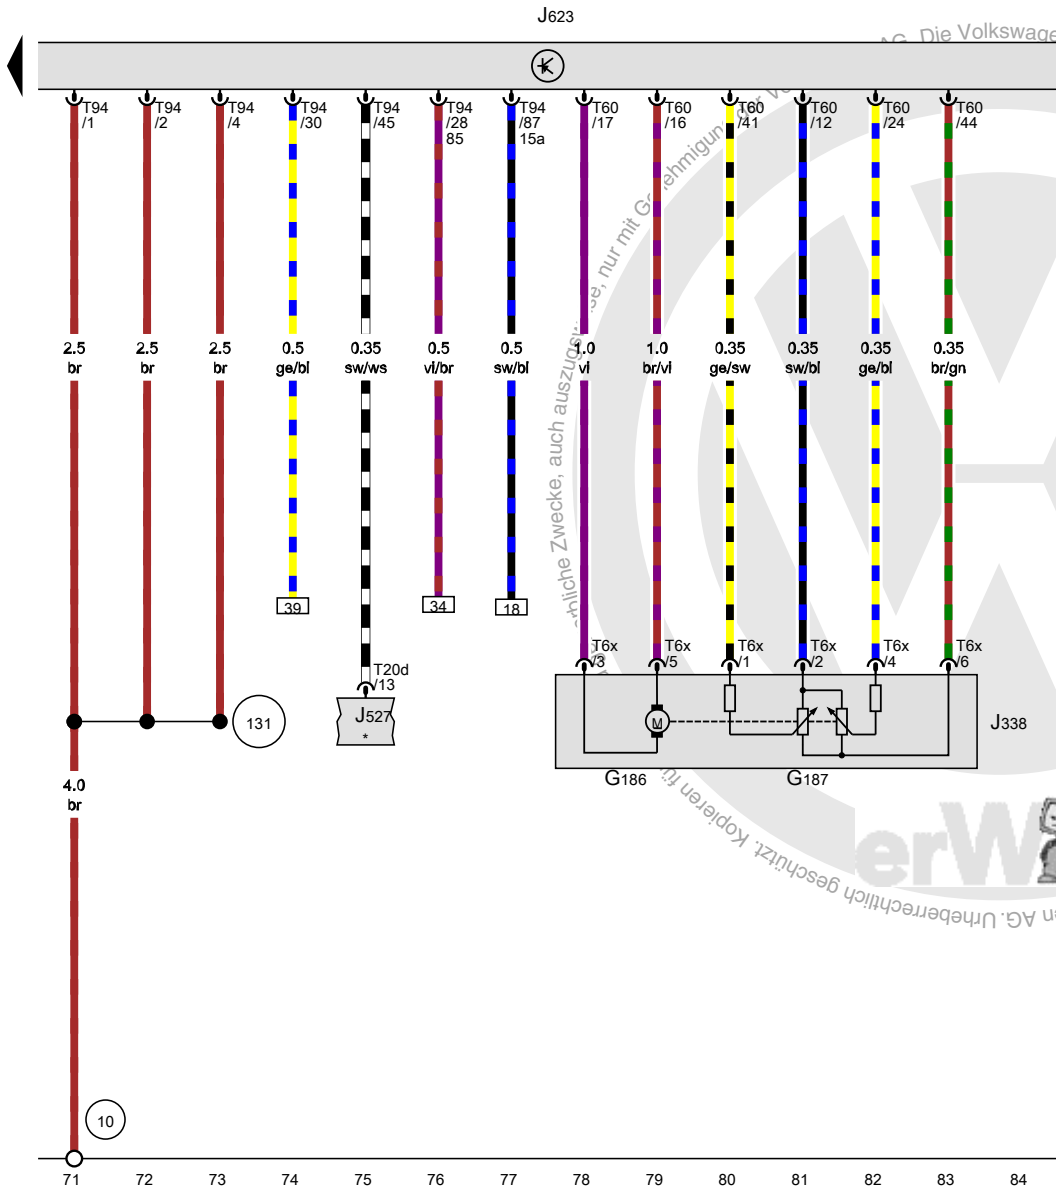 J623
T94 T94 T94 T94 T94 T94 T94 T60 T60 T60 T60 T60 T60
/1 /2 /4 /30 /45 /28 /87 /17 /16 /41 /12 /24 /44
85 15a
2.5 2.5 2.5 0.5 0.35 0.5 0.5 1.0 1.0 0.35 0.35 0.35 0.35
br br br ge/bl sw/ws vi/br sw/bl vi br/vi ge/sw sw/bl ge/bl br/gn
39 34 18
T6x T6x T6x T6x T6x T6x
/3 /5 /1 /2 /4 /6
T20d
/13
J527
*
131
M
J338
G186 G187
4.0
br
10
71 72 73 74 75 76 77 78 79 80 81 82 83 84
AG. Die Volkswage
Zwecke, auch
nur mit
geschützt. Kopieren für
en AG. Urheberrechtlich
erW